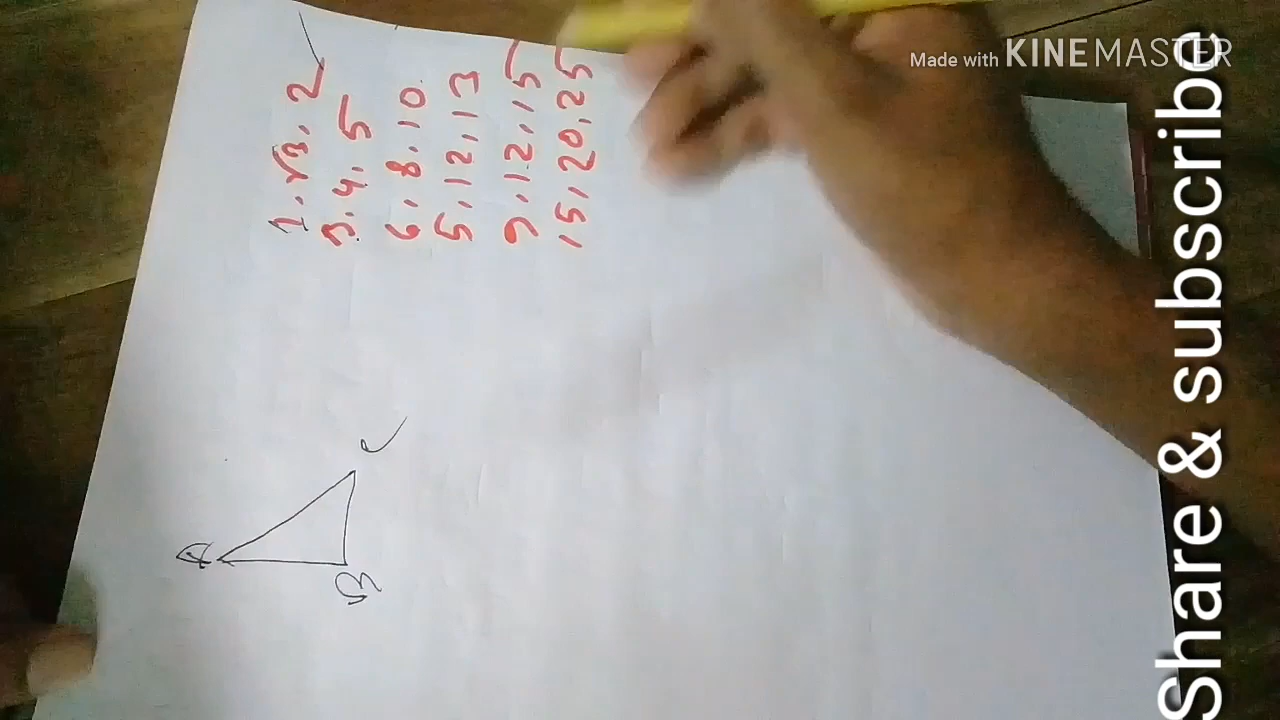 1, √3, 2
3, 4, 5
6, 8, 10
5, 12, 13
9, 12, 15
15, 20, 25
A
B
C
Made with KINEMASTER
Share & subscribe